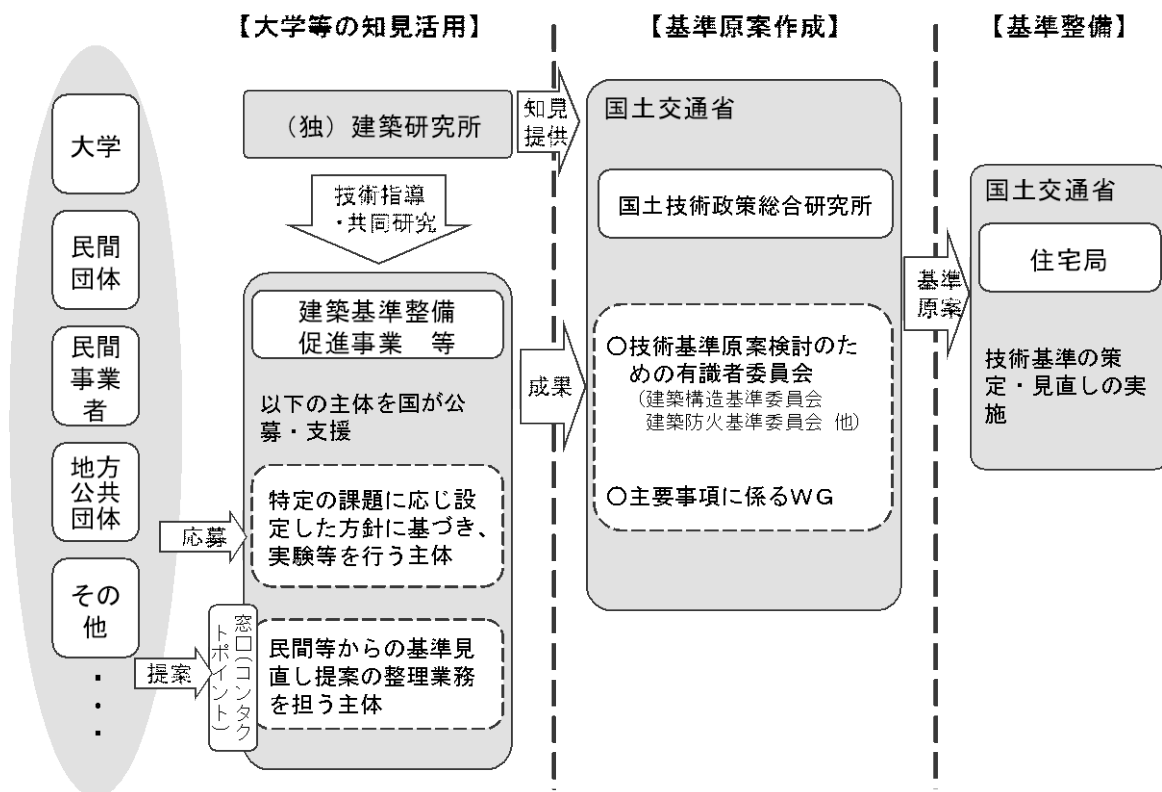 【大学等の知見活用】
【基準原案作成】
【基準整備】
大学
民間
団体
民間
事業
者
地方
公共
団体
その
他
・
・
・
（独）建築研究所
技術指導
・共同研究
建築基準整備
促進事業　等
以下の主体を国が公
募・支援
応募
特定の課題に応じ設
定した方針に基づき、
実験等を行う主体
提案
窓口（コンタク
トポイント）
民間等からの基準見
直し提案の整理業務
を担う主体
知見
提供
成果
国土交通省
国土技術政策総合研究所
○技術基準原案検討のた
めの有識者委員会
（建築構造基準委員会
建築防火基準委員会 他）
○主要事項に係るＷＧ
基準
原案
国土交通省
住宅局
技術基準の策
定・見直しの実
施